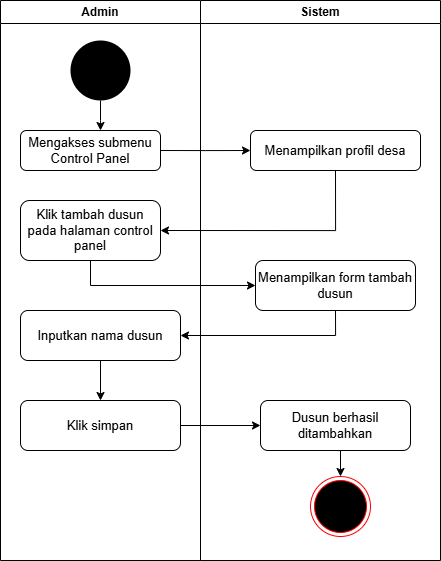 Admin
Sistem
Mengakses submenu
Control Panel
Menampilkan profil desa
Klik tambah dusun
pada halaman control
panel
Menampilkan form tambah
dusun
Inputkan nama dusun
Klik simpan
Dusun berhasil
ditambahkan